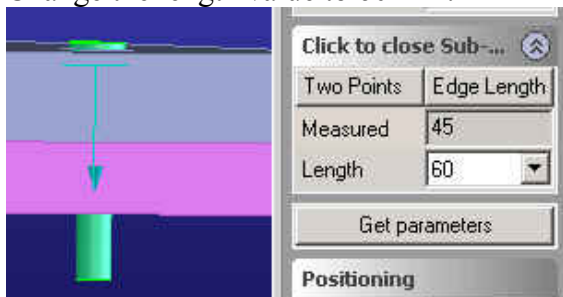 Click to close Sub-...
Two Points Edge Length
Measured 45
Length 60
Get parameters
Positioning